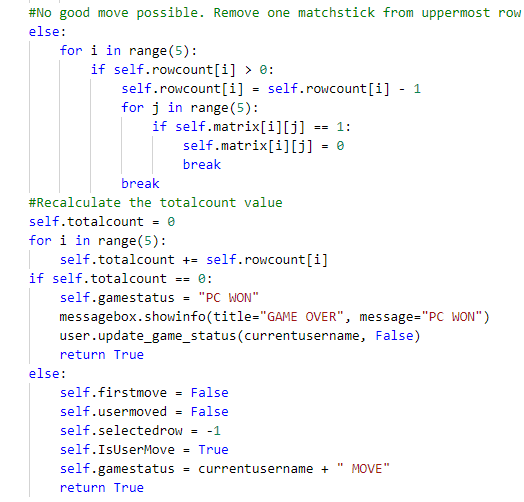 #No good move possible. Remove one matchstick from uppermost row
else:
    for i in range(5):
        if self.rowcount[i] > 0:
            self.rowcount[i] = self.rowcount[i] - 1
            for j in range(5):
                if self.matrix[i][j] == 1:
                    self.matrix[i][j] = 0
                    break
            break
#Recalculate the totalcount value
self.totalcount = 0
for i in range(5):
    self.totalcount += self.rowcount[i]
if self.totalcount == 0:
    self.gamestatus = "PC WON"
    messagebox.showinfo(title="GAME OVER", message="PC WON")
    user.update_game_status(currentusername, False)
    return True
else:
    self.firstmove = False
    self.usermoved = False
    self.selectedrow = -1
    self.IsUserMove = True
    self.gamestatus = currentusername + " MOVE"
    return True